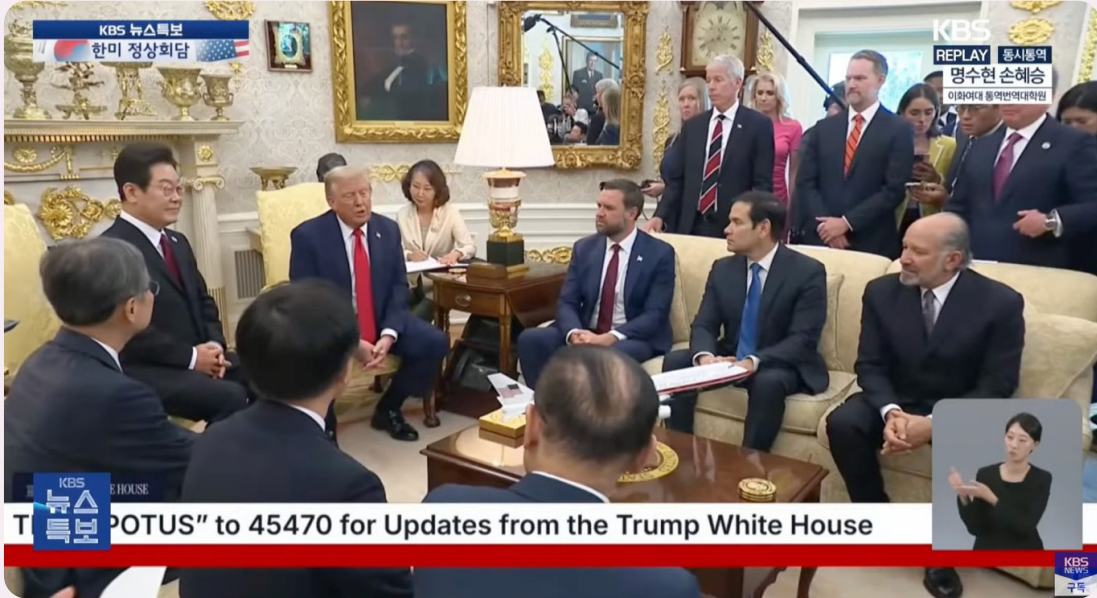 KBS 뉴스특보
한미 정상회담
KBS
REPLAY 동시통역
명수현 손혜승
이화여대 통역번역대학원
E HOUSE
KBS
뉴스
특보
POTUS” to 45470 for Updates from the Trump White House
KBS
NEWS
구독